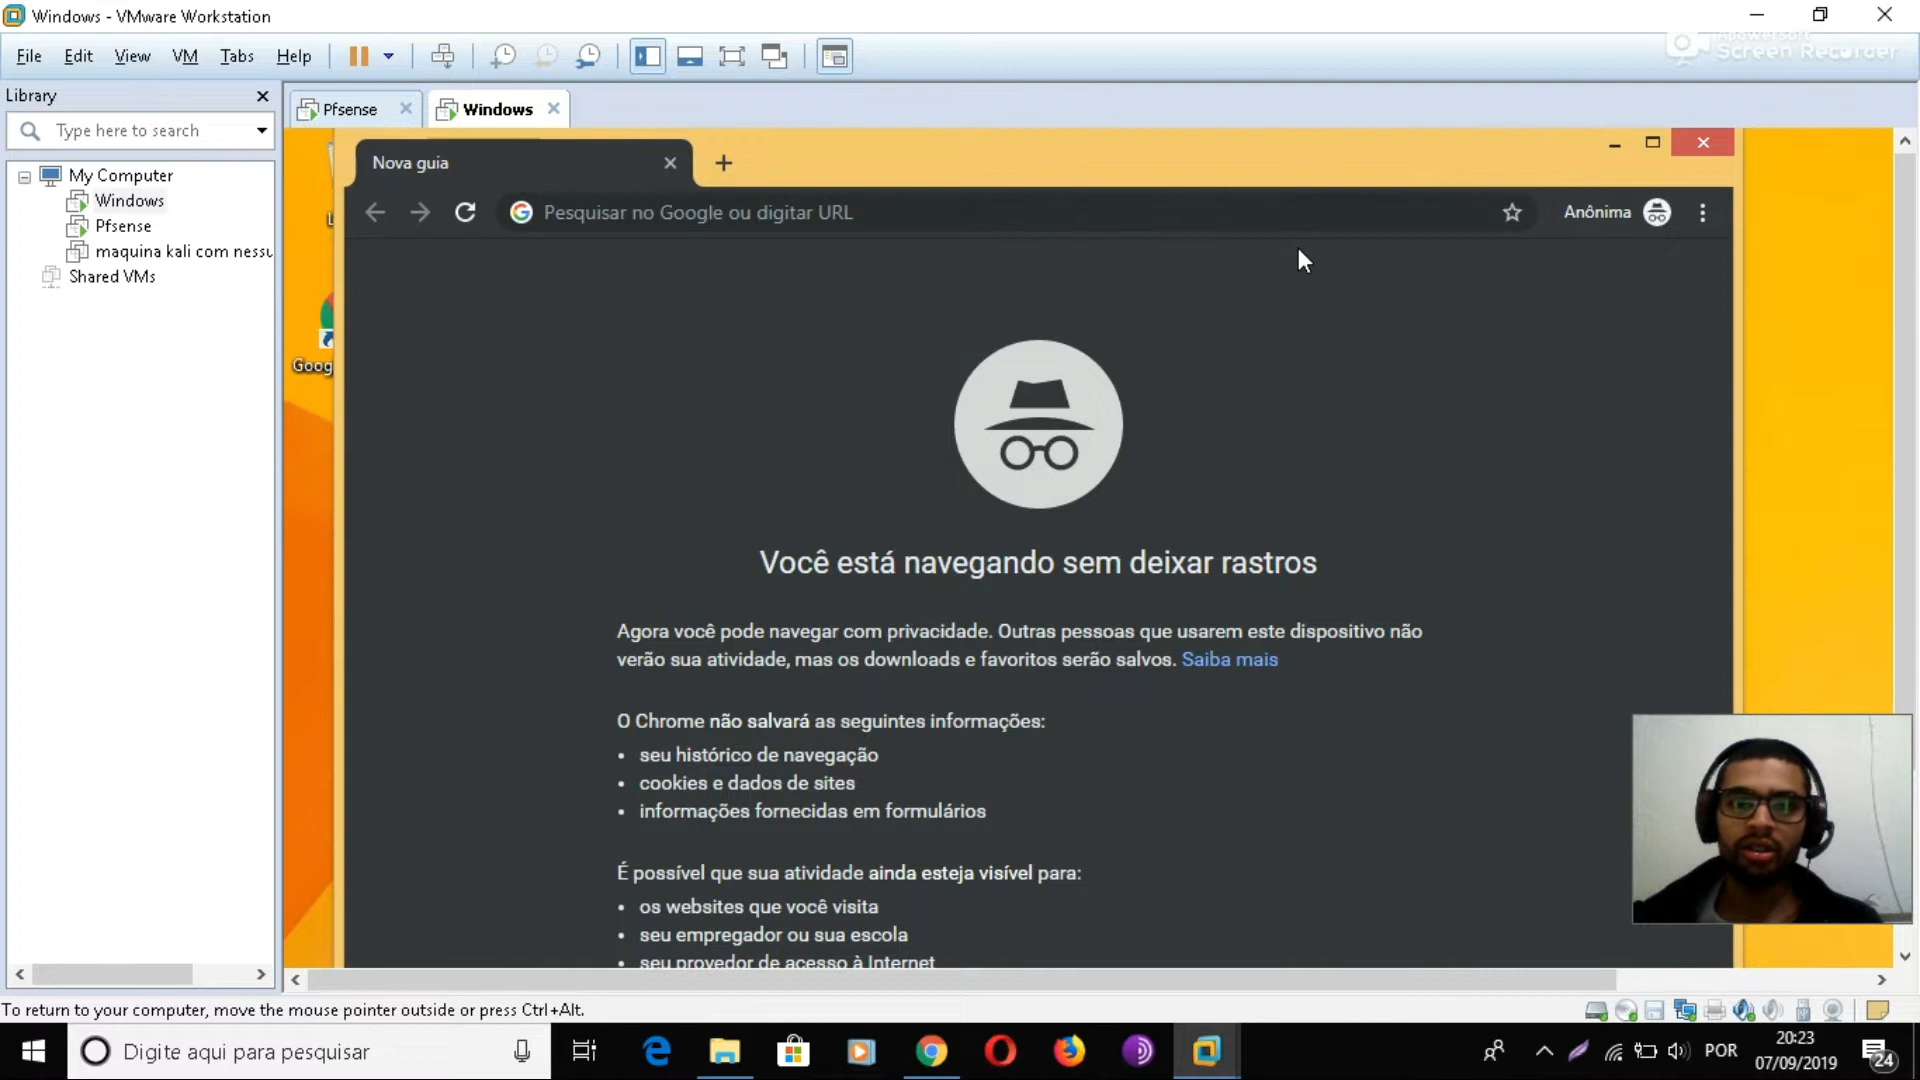 Windows - VMware Workstation
File Edit View VM Tabs Help
Apowersoft
Screen Recorder
Library
Type here to search
My Computer
Windows
Pfsense
maquina kali com nessu
Shared VMs
Pfsense
Windows
Nova guia
Pesquisar no Google ou digitar URL
Anônima
Goog
Você está navegando sem deixar rastros
Agora você pode navegar com privacidade. Outras pessoas que usarem este dispositivo não
verão sua atividade, mas os downloads e favoritos serão salvos. Saiba mais
O Chrome não salvará as seguintes informações:
• seu histórico de navegação
• cookies e dados de sites
• informações fornecidas em formulários
É possível que sua atividade ainda esteja visível para:
• os websites que você visita
• seu empregador ou sua escola
• seu provedor de acesso à Internet
To return to your computer, move the mouse pointer outside or press Ctrl+Alt.
Digite aqui para pesquisar
POR
20:23
07/09/2019
24